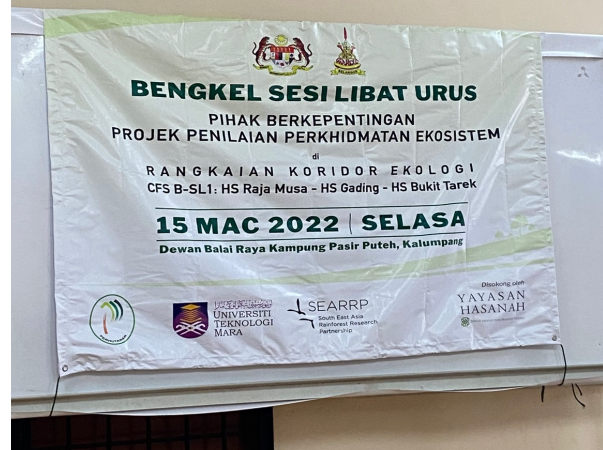 BENGKEL SESI LIBAT URUS
PIHAK BERKEPENTINGAN
PROJEK PENILAIAN PERKHIDMATAN EKOSISTEM
di
RANGKAIAN KORIDOR EKOLOGI
CFS B-SL1: HS Raja Musa - HS Gading - HS Bukit Tarek
15 MAC 2022 | SELASA
Dewan Balai Raya Kampung Pasir Puteh, Kalumpang
UNIVERSITI
TEKNOLOGI
MARA
SEARRP
South East Asia
Rainforest Research
Partnership
Disokong oleh
YAYASAN
HASANAH